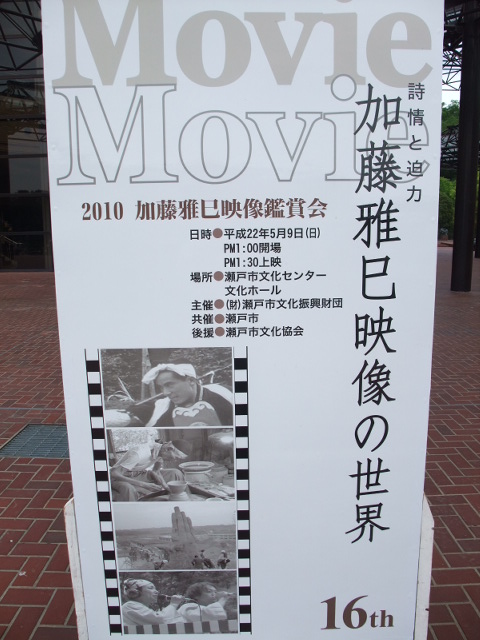 Movie
Movie
詩情と迫力
加藤雅巳映像の世界
2010 加藤雅巳映像鑑賞会
日時●平成22年5月9日(日)
PM1:00開場
PM1:30上映
場所●瀬戸市文化センター
文化ホール
主催●(財)瀬戸市文化振興財団
共催●瀬戸市
後援●瀬戸市文化協会
16th